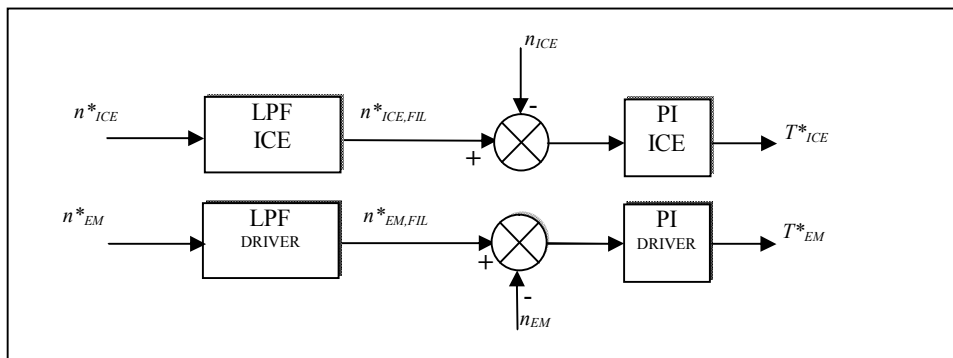 n_ICE
n*_ICE
LPF
ICE
n*_ICE,FIL
-
+
PI
ICE
T*_ICE
n*_EM
LPF
DRIVER
n*_EM,FIL
+
-
PI
DRIVER
T*_EM
n_EM